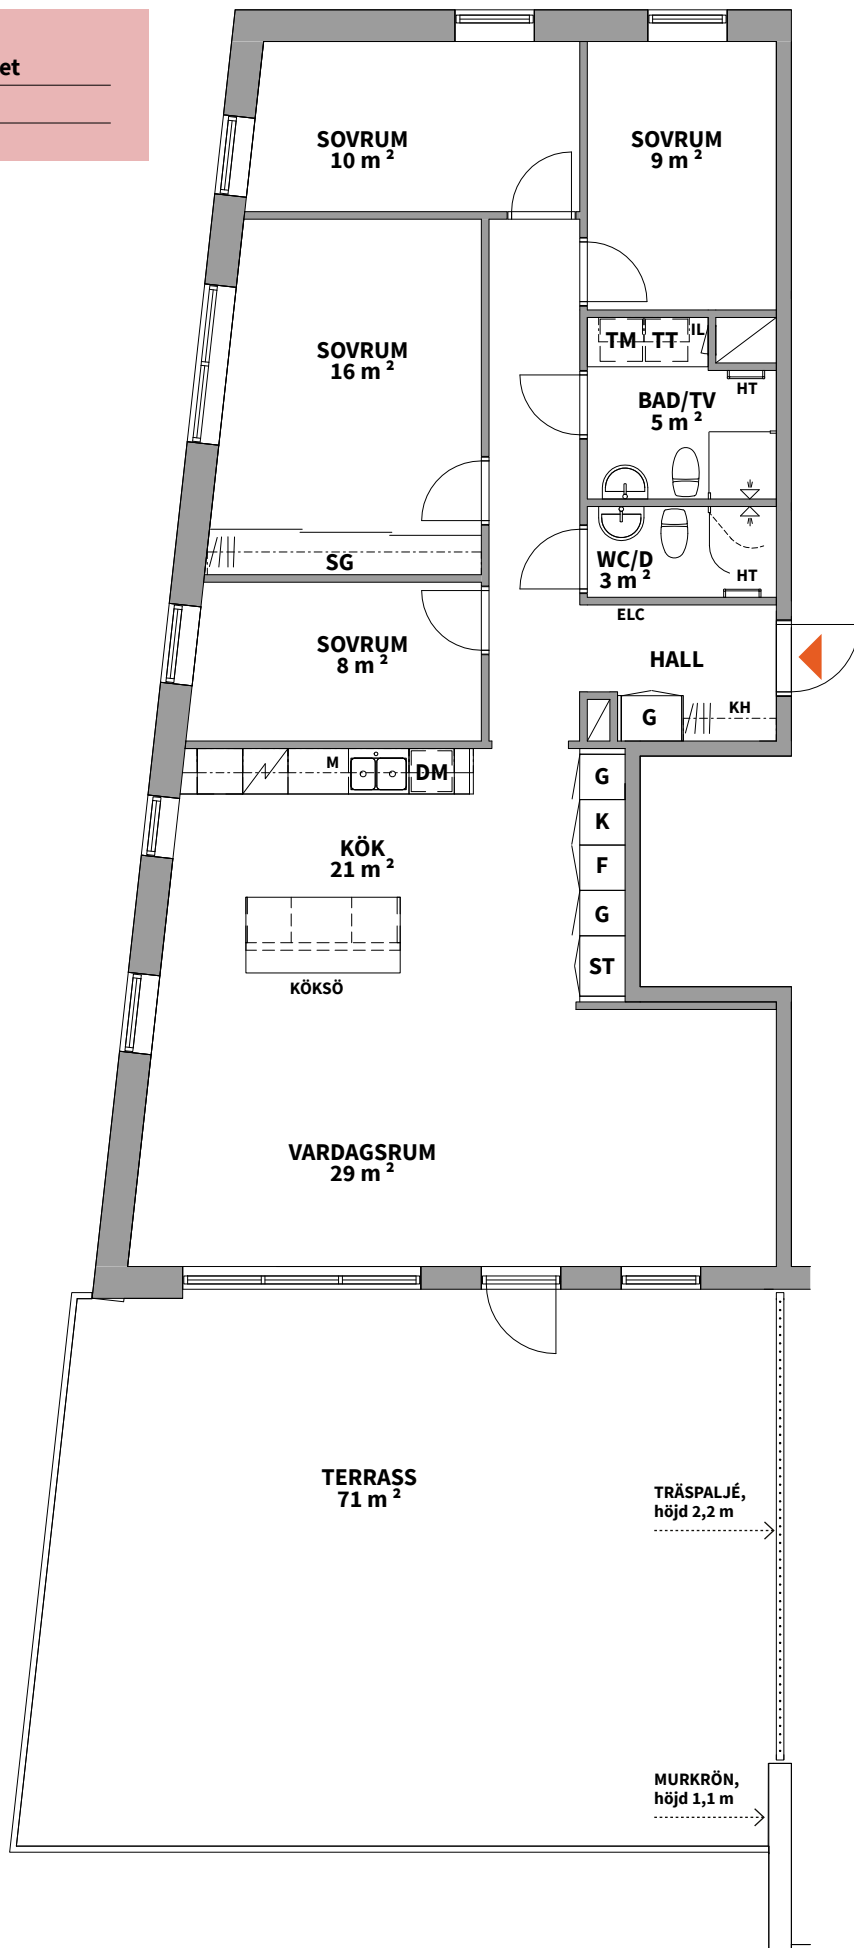 et
SOVRUM
10 m ²
SOVRUM
9 m ²
SOVRUM
16 m ²
TM
TT
IL
HT
BAD/TV
5 m ²
SG
WC/D
3 m ²
HT
ELC
SOVRUM
8 m ²
HALL
G
KH
M
DM
G
K
F
G
ST
KÖK
21 m ²
KÖKSÖ
VARDAGSRUM
29 m ²
TERRASS
71 m ²
TRÄSPALJÉ,
höjd 2,2 m
MURKRÖN,
höjd 1,1 m